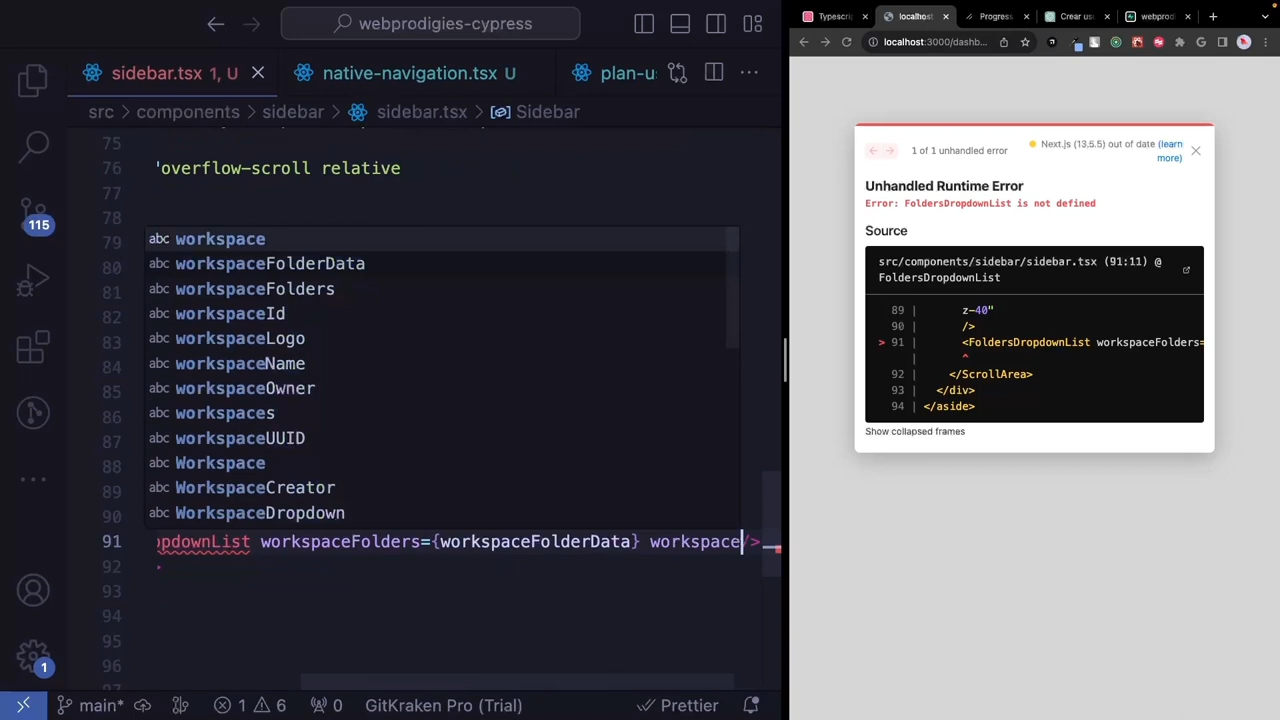 webprodigies-cypress
sidebar.tsx 1, U
native-navigation.tsx U
plan-u
src > components > sidebar > sidebar.tsx > Sidebar
75
76 'overflow-scroll relative
77
78
79
80
81
82
83
84
85
86
87
88
89
90
abc workspace
abc workspaceFolderData
abc workspaceFolders
abc workspaceId
abc workspaceLogo
abc workspaceName
abc workspaceOwner
abc workspaces
abc workspaceUUID
abc Workspace
abc WorkspaceCreator
abc WorkspaceDropdown
91 pdownList workspaceFolders={workspaceFolderData} workspace/>
92
93
94
95
96
97
115
1
main* 1 6 0 GitKraken Pro (Trial) Prettier
Typescri
localhost
Progress
Crear us
webprodi
localhost:3000/dashb...
1 of 1 unhandled error
Next.js (13.5.5) out of date (learn
more)
Unhandled Runtime Error
Error: FoldersDropdownList is not defined
Source
src/components/sidebar/sidebar.tsx (91:11) @
FoldersDropdownList
89 | z-40"
90 | />
> 91 | <FoldersDropdownList workspaceFolders=
| ^
92 | </ScrollArea>
93 | </div>
94 | </aside>
Show collapsed frames